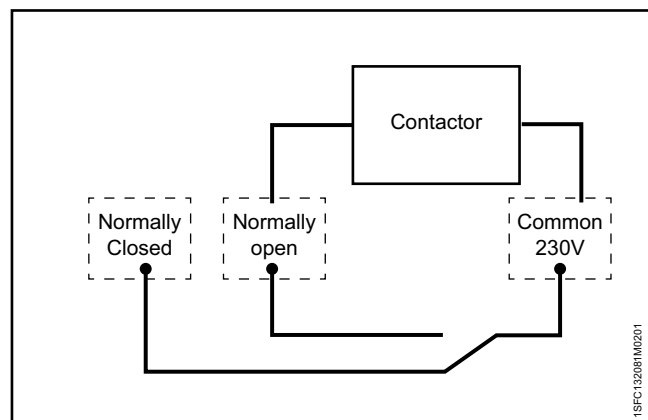 Contactor
Normally
Closed
Normally
open
Common
230V
1SFC132081M0201